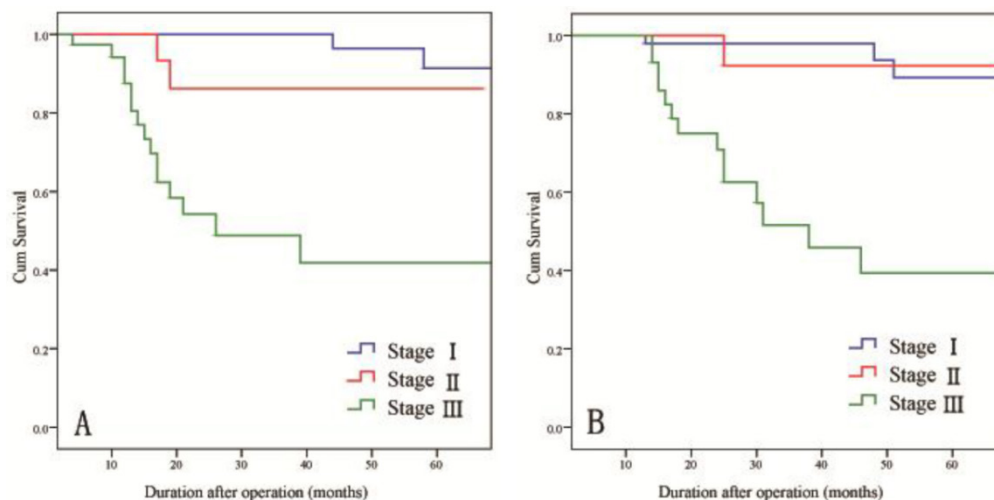 1.0
0.8
0.6
0.4
0.2
0.0
Cum Survival
Stage I
Stage II
Stage III
A
10 20 30 40 50 60
Duration after operation (months)
1.0
0.8
0.6
0.4
0.2
0.0
Cum Survival
Stage I
Stage II
Stage III
B
10 20 30 40 50 60
Duration after operation (months)